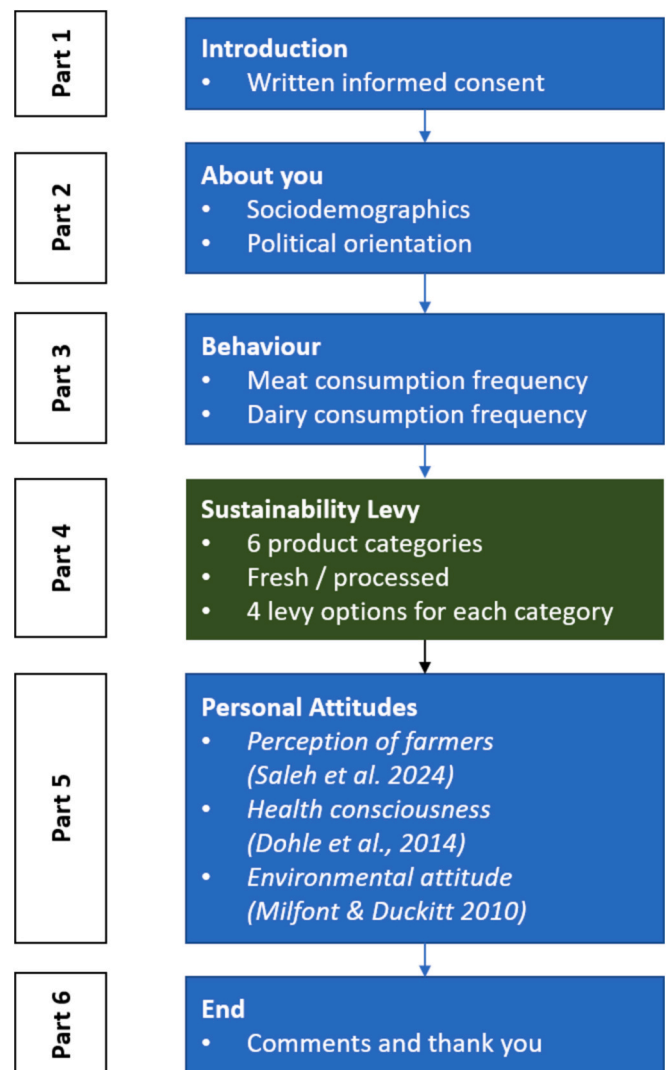 Part 1
Introduction
• Written informed consent
Part 2
About you
• Sociodemographics
• Political orientation
Part 3
Behaviour
• Meat consumption frequency
• Dairy consumption frequency
Part 4
Sustainability Levy
• 6 product categories
• Fresh / processed
• 4 levy options for each category
Part 5
Personal Attitudes
• Perception of farmers
(Saleh et al. 2024)
• Health consciousness
(Dohle et al., 2014)
• Environmental attitude
(Milfont & Duckitt 2010)
Part 6
End
• Comments and thank you